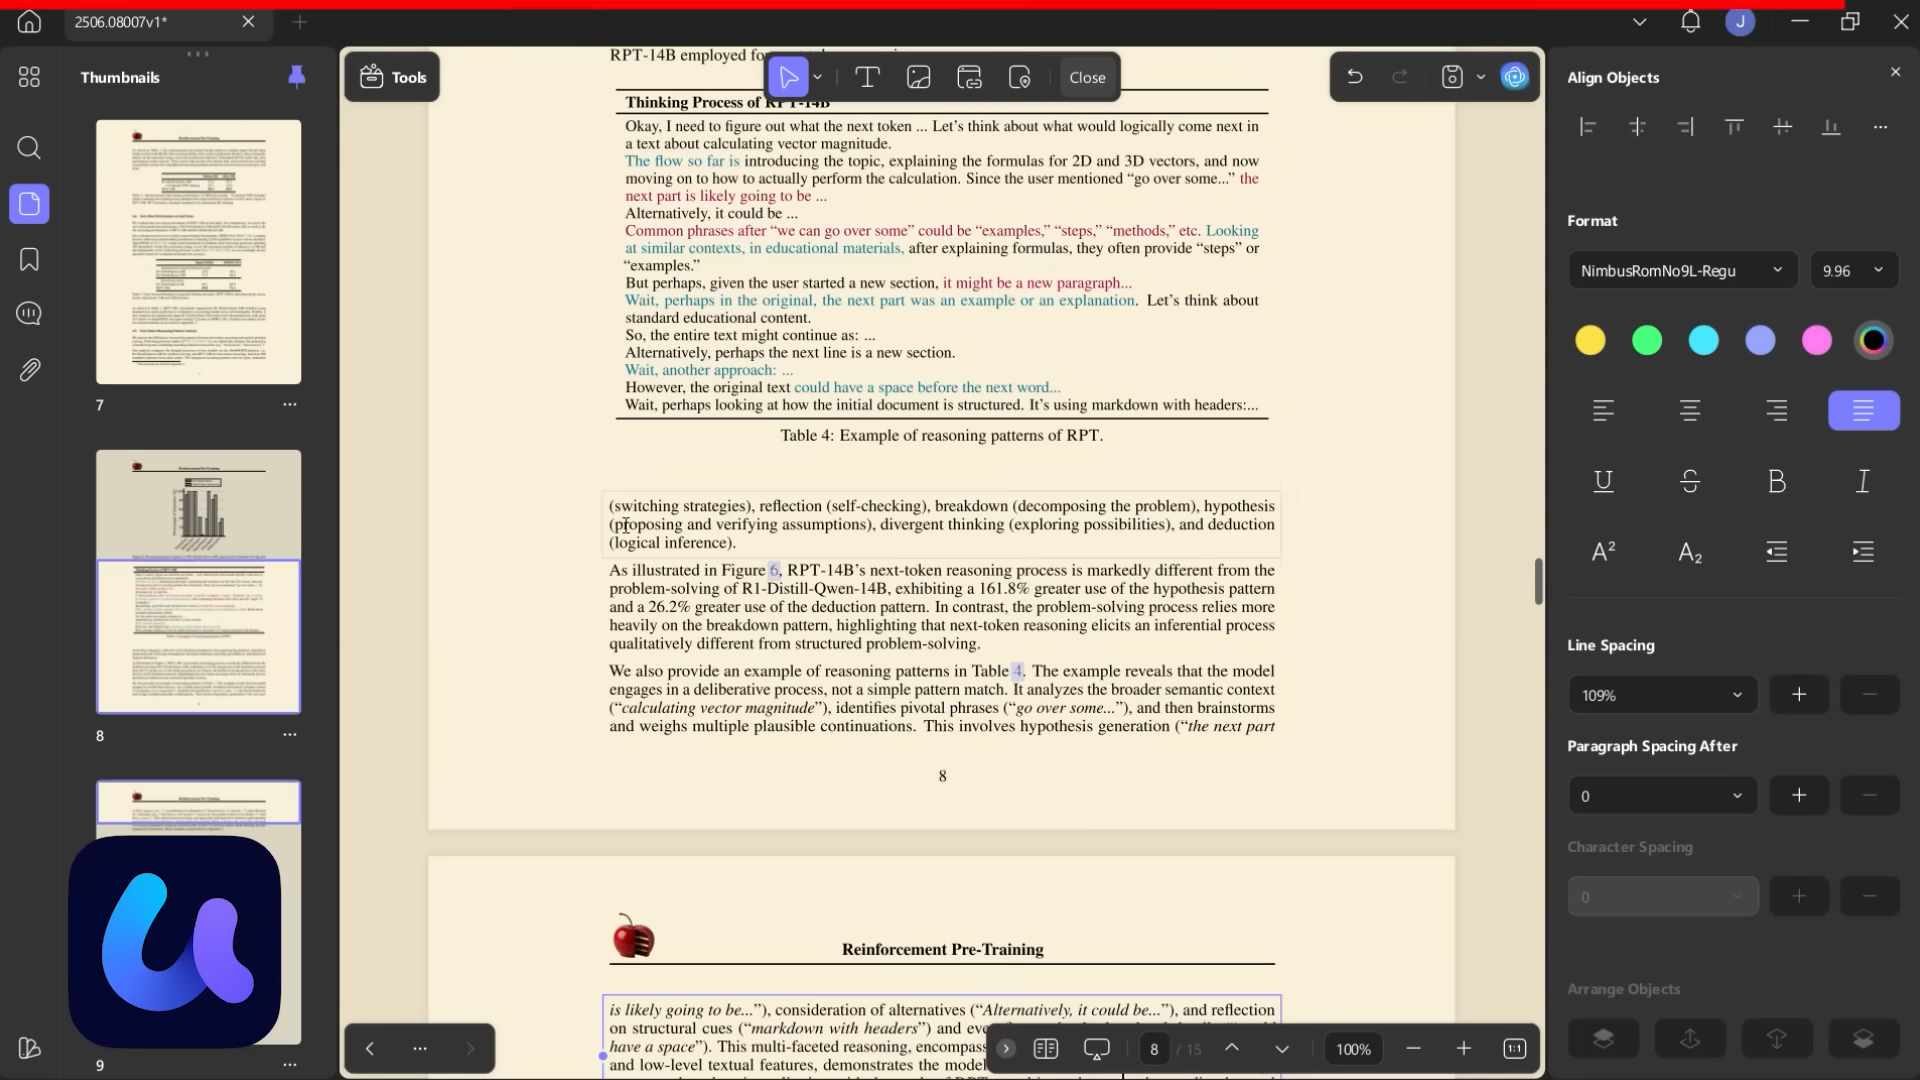 2506.08007v1*
J
Thumbnails
7
8
9
Tools
Close
RPT-14B employed for
Thinking Process of RPT-14B
Okay, I need to figure out what the next token ... Let's think about what would logically come next in
a text about calculating vector magnitude.
The flow so far is introducing the topic, explaining the formulas for 2D and 3D vectors, and now
moving on to how to actually perform the calculation. Since the user mentioned “go over some...” the
next part is likely going to be ...
Alternatively, it could be ...
Common phrases after “we can go over some” could be “examples,” “steps,” “methods,” etc. Looking
at similar contexts, in educational materials, after explaining formulas, they often provide “steps” or
“examples.”
But perhaps, given the user started a new section, it might be a new paragraph...
Wait, perhaps in the original, the next part was an example or an explanation. Let's think about
standard educational content.
So, the entire text might continue as: ...
Alternatively, perhaps the next line is a new section.
Wait, another approach: ...
However, the original text could have a space before the next word...
Wait, perhaps looking at how the initial document is structured. It's using markdown with headers:...
Table 4: Example of reasoning patterns of RPT.
(switching strategies), reflection (self-checking), breakdown (decomposing the problem), hypothesis
(proposing and verifying assumptions), divergent thinking (exploring possibilities), and deduction
(logical inference).
As illustrated in Figure 6, RPT-14B's next-token reasoning process is markedly different from the
problem-solving of R1-Distill-Qwen-14B, exhibiting a 161.8% greater use of the hypothesis pattern
and a 26.2% greater use of the deduction pattern. In contrast, the problem-solving process relies more
heavily on the breakdown pattern, highlighting that next-token reasoning elicits an inferential process
qualitatively different from structured problem-solving.
We also provide an example of reasoning patterns in Table 4. The example reveals that the model
engages in a deliberative process, not a simple pattern match. It analyzes the broader semantic context
(“calculating vector magnitude”), identifies pivotal phrases (“go over some...”), and then brainstorms
and weighs multiple plausible continuations. This involves hypothesis generation (“the next part
8
Reinforcement Pre-Training
is likely going to be...”), consideration of alternatives (“Alternatively, it could be...”), and reflection
on structural cues (“markdown with headers”) and
have a space”). This multi-faceted reasoning,
and low-level textual features, demonstrates the model
8 / 15
100%
1:1
Align Objects
Format
NimbusRomNo9L-Regu
9.96
U
S
B
I
A²
A₂
Line Spacing
109%
Paragraph Spacing After
0
Character Spacing
0
Arrange Objects